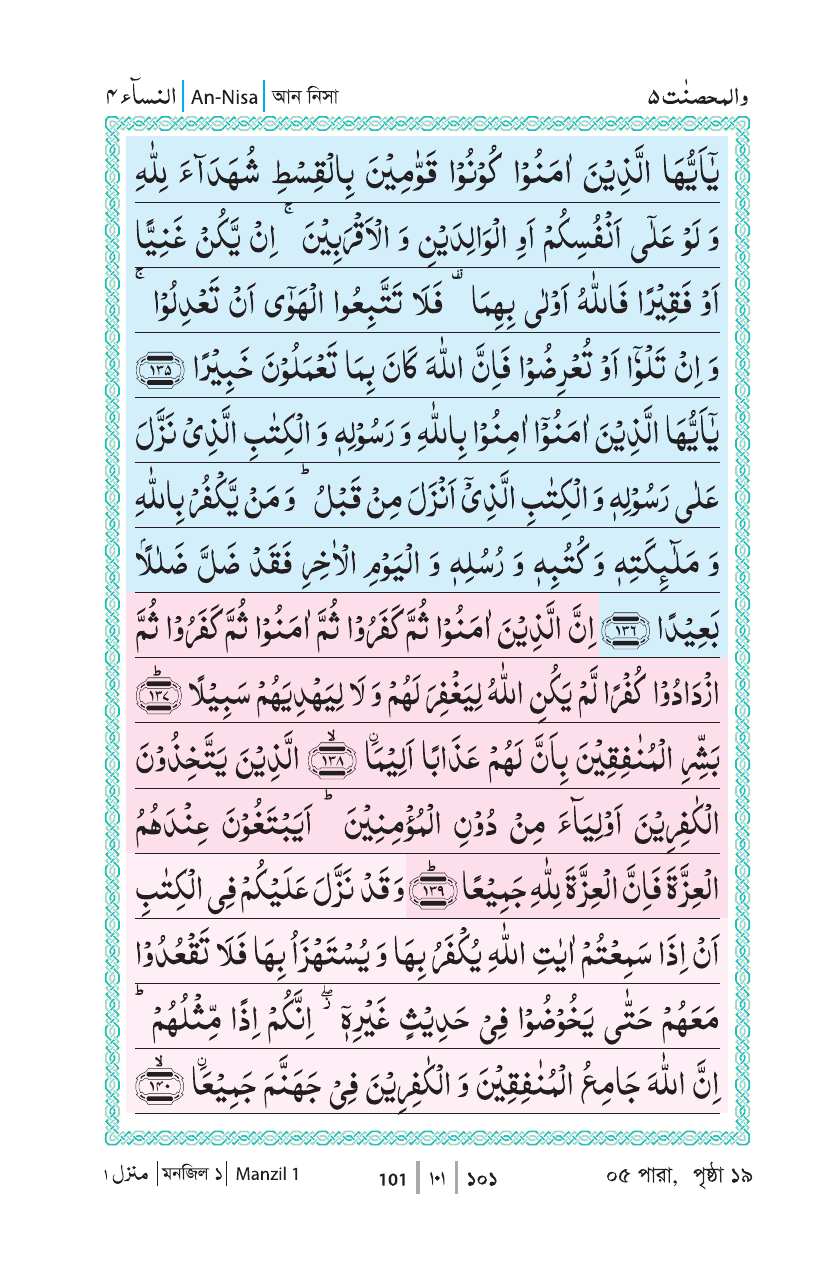 النسآء ۴ | An-Nisa | আন নিসা والمحصنٰت ۵
يٰۤاَيُّهَا الَّذِيْنَ اٰمَنُوْا كُوْنُوْا قَوّٰمِيْنَ بِالْقِسْطِ شُهَدَآءَ لِلّٰهِ
وَ لَوْ عَلٰۤى اَنْفُسِكُمْ اَوِ الْوَالِدَيْنِ وَ الْاَقْرَبِيْنَ ۚ اِنْ يَّكُنْ غَنِيًّا
اَوْ فَقِيْرًا فَاللّٰهُ اَوْلٰى بِهِمَا ۫ فَلَا تَتَّبِعُوا الْهَوٰۤى اَنْ تَعْدِلُوْا ۚ
وَ اِنْ تَلْوٗۤا اَوْ تُعْرِضُوْا فَاِنَّ اللّٰهَ كَانَ بِمَا تَعْمَلُوْنَ خَبِيْرًا ﴿۱۳۵﴾
يٰۤاَيُّهَا الَّذِيْنَ اٰمَنُوْۤا اٰمِنُوْا بِاللّٰهِ وَ رَسُوْلِهٖ وَ الْكِتٰبِ الَّذِيْ نَزَّلَ
عَلٰى رَسُوْلِهٖ وَ الْكِتٰبِ الَّذِيْۤ اَنْزَلَ مِنْ قَبْلُ ؕ وَ مَنْ يَّكْفُرْ بِاللّٰهِ
وَ مَلٰٓىِٕكَتِهٖ وَ كُتُبِهٖ وَ رُسُلِهٖ وَ الْيَوْمِ الْاٰخِرِ فَقَدْ ضَلَّ ضَلٰلًۢا
بَعِيْدًا ﴿۱۳۶﴾ اِنَّ الَّذِيْنَ اٰمَنُوْا ثُمَّ كَفَرُوْا ثُمَّ اٰمَنُوْا ثُمَّ كَفَرُوْا ثُمَّ
ازْدَادُوْا كُفْرًا لَّمْ يَكُنِ اللّٰهُ لِيَغْفِرَ لَهُمْ وَ لَا لِيَهْدِيَهُمْ سَبِيْلًا ﴿ؕ۱۳۷﴾
بَشِّرِ الْمُنٰفِقِيْنَ بِاَنَّ لَهُمْ عَذَابًا اَلِيْمَاۨ ﴿ۙ۱۳۸﴾ الَّذِيْنَ يَتَّخِذُوْنَ
الْكٰفِرِيْنَ اَوْلِيَآءَ مِنْ دُوْنِ الْمُؤْمِنِيْنَ ؕ اَيَبْتَغُوْنَ عِنْدَهُمُ
الْعِزَّةَ فَاِنَّ الْعِزَّةَ لِلّٰهِ جَمِيْعًا ﴿ؕ۱۳۹﴾ وَ قَدْ نَزَّلَ عَلَيْكُمْ فِى الْكِتٰبِ
اَنْ اِذَا سَمِعْتُمْ اٰيٰتِ اللّٰهِ يُكْفَرُ بِهَا وَ يُسْتَهْزَاُ بِهَا فَلَا تَقْعُدُوْا
مَعَهُمْ حَتّٰى يَخُوْضُوْا فِيْ حَدِيْثٍ غَيْرِهٖۤ ۖ٘ اِنَّكُمْ اِذًا مِّثْلُهُمْ ؕ
اِنَّ اللّٰهَ جَامِعُ الْمُنٰفِقِيْنَ وَ الْكٰفِرِيْنَ فِيْ جَهَنَّمَ جَمِيْعَاۨ ﴿ۙ۱۴۰﴾
منزل ۱ | মনজিল ১ | Manzil 1 101 | ۱۰۱ | ১০১ ০৫ পারা, পৃষ্ঠা ১৯